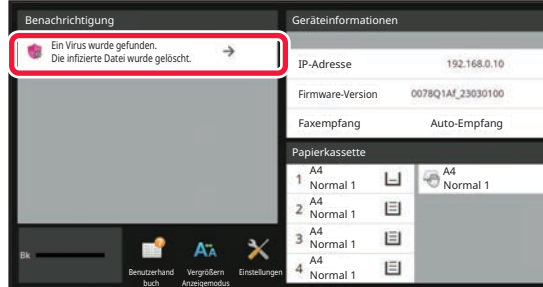 Benachrichtigung
Ein Virus wurde gefunden.
Die infizierte Datei wurde gelöscht.
Geräteinformationen
IP-Adresse 192.168.0.10
Firmware-Version 0078Q1Af_23030100
Faxempfang Auto-Empfang
Papierkassette
1 A4
Normal 1
A4
Normal 1
2 A4
Normal 1
3 A4
Normal 1
4 A4
Normal 1
Bk
Benutzerhand
buch
Vergrößern
Anzeigemodus
Einstellungen